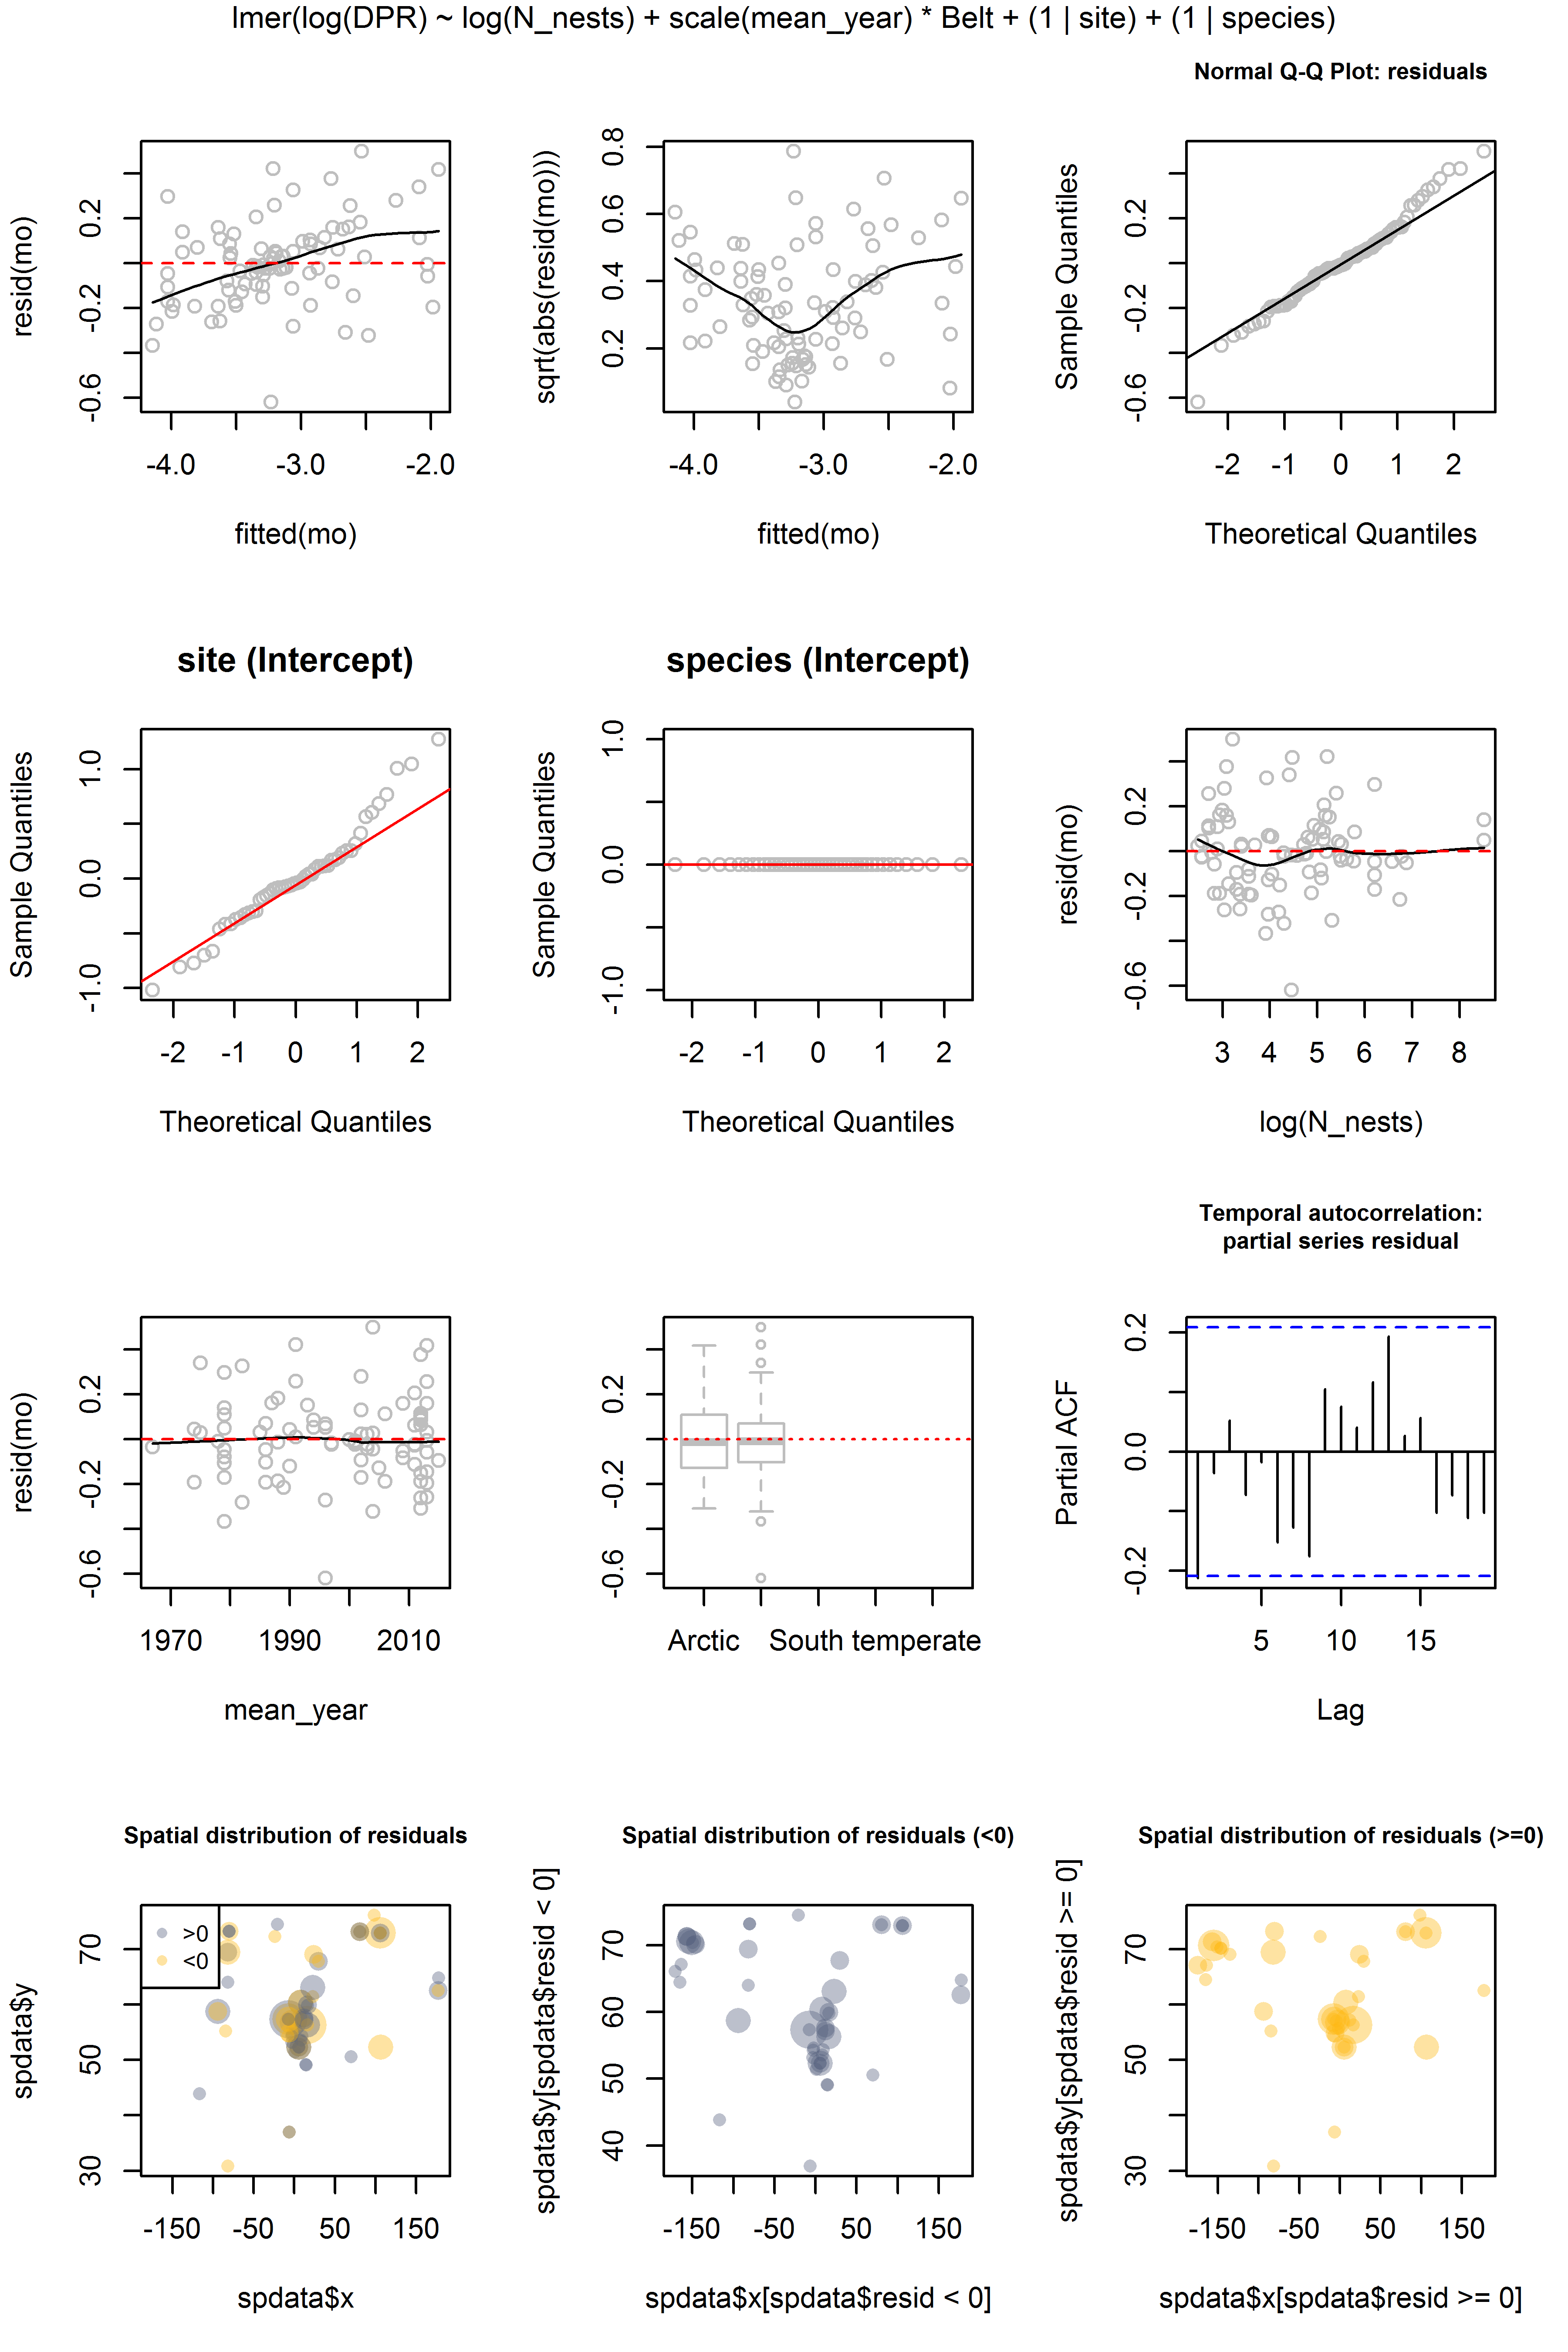 lmer(log(DPR) ~ log(N_nests) + scale(mean_year) * Belt + (1 | site) + (1 | species)
Normal Q-Q Plot: residuals
resid(mo)
0.2
-0.2
-0.6
-4.0 -3.0 -2.0
fitted(mo)
sqrt(abs(resid(mo)))
0.8
0.6
0.4
0.2
-4.0 -3.0 -2.0
fitted(mo)
Sample Quantiles
0.2
-0.2
-0.6
-2 -1 0 1 2
Theoretical Quantiles
site (Intercept)
Sample Quantiles
1.0
0.0
-1.0
-2 -1 0 1 2
Theoretical Quantiles
species (Intercept)
Sample Quantiles
1.0
0.0
-1.0
-2 -1 0 1 2
Theoretical Quantiles
resid(mo)
0.2
-0.2
-0.6
3 4 5 6 7 8
log(N_nests)
resid(mo)
0.2
-0.2
-0.6
1970 1990 2010
mean_year
0.2
-0.2
-0.6
Arctic South temperate
Temporal autocorrelation:
partial series residual
Partial ACF
0.2
0.0
-0.2
5 10 15
Lag
Spatial distribution of residuals
spdata$y
>0
<0
70
50
30
-150 -50 50 150
spdata$x
Spatial distribution of residuals (<0)
spdata$y[spdata$resid < 0]
70
60
50
40
-150 -50 50 150
spdata$x[spdata$resid < 0]
Spatial distribution of residuals (>=0)
spdata$y[spdata$resid >= 0]
70
50
30
-150 -50 50 150
spdata$x[spdata$resid >= 0]